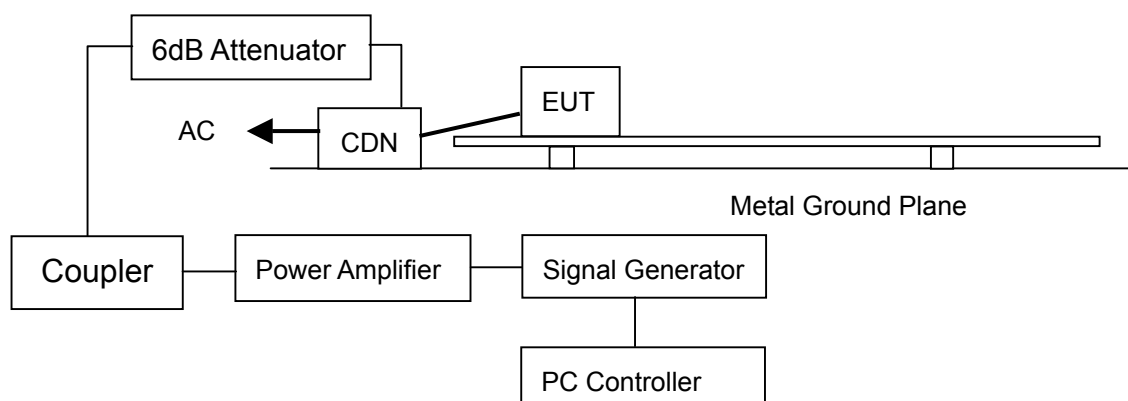 6dB Attenuator
EUT
AC
CDN
Metal Ground Plane
Coupler
Power Amplifier
Signal Generator
PC Controller